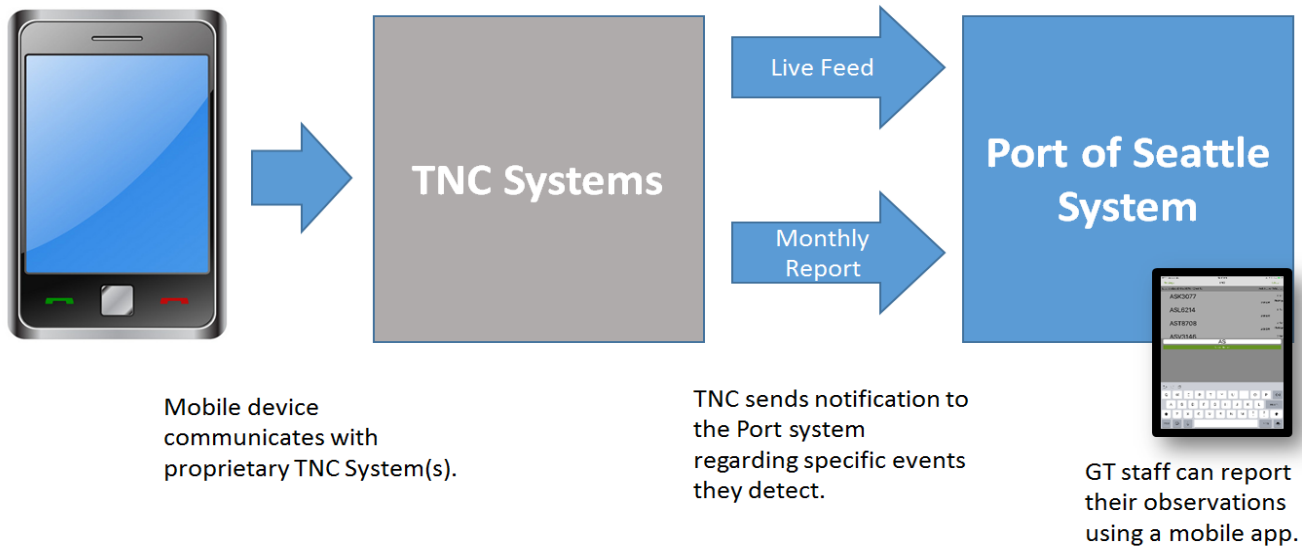 Live Feed
TNC Systems
Port of Seattle
System
Monthly
Report
ASK3077
ASL6214
AST8708
ASV3146
AS
Mobile device
communicates with
proprietary TNC System(s).
TNC sends notification to
the Port system
regarding specific events
they detect.
GT staff can report
their observations
using a mobile app.